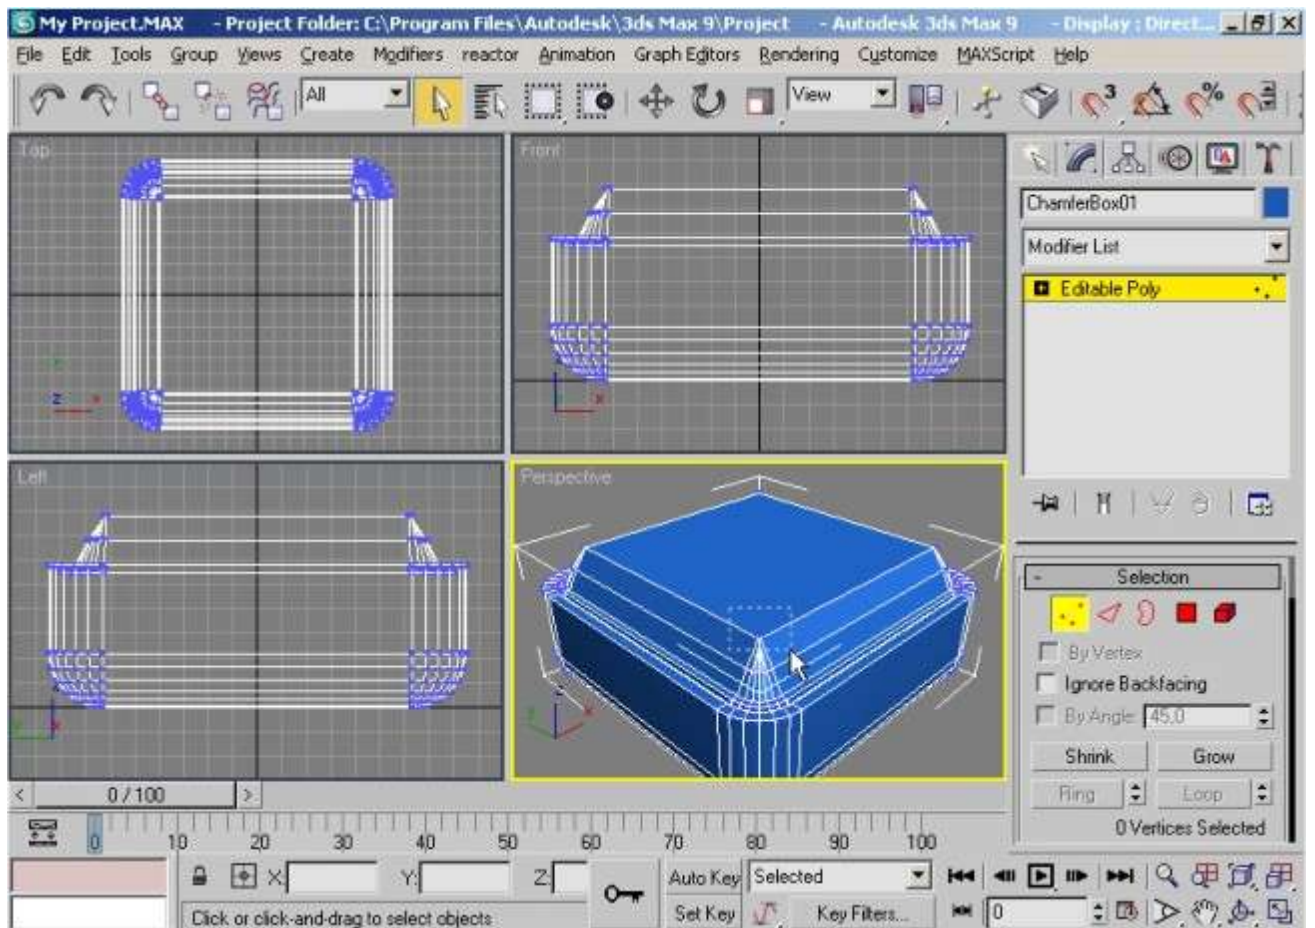 My Project.MAX - Project Folder: C:\Program Files\Autodesk\3ds Max 9\Project - Autodesk 3ds Max 9 - Display : Direct...
File Edit Tools Group Views Create Modifiers reactor Animation Graph Editors Rendering Customize MAXScript Help
All View 3 %
Top Front
ChamferBox01
Modifier List
Editable Poly
z x x
Left Perspective
Selection
By Vertex
Ignore Backfacing
By Angle: 45,0
Shrink Grow
Ring Loop
0 Vertices Selected
< 0 / 100 >
0 10 20 30 40 50 60 70 80 90 100
X: Y: Z: Auto Key Selected
Click or click-and-drag to select objects Set Key Key Filters... 0